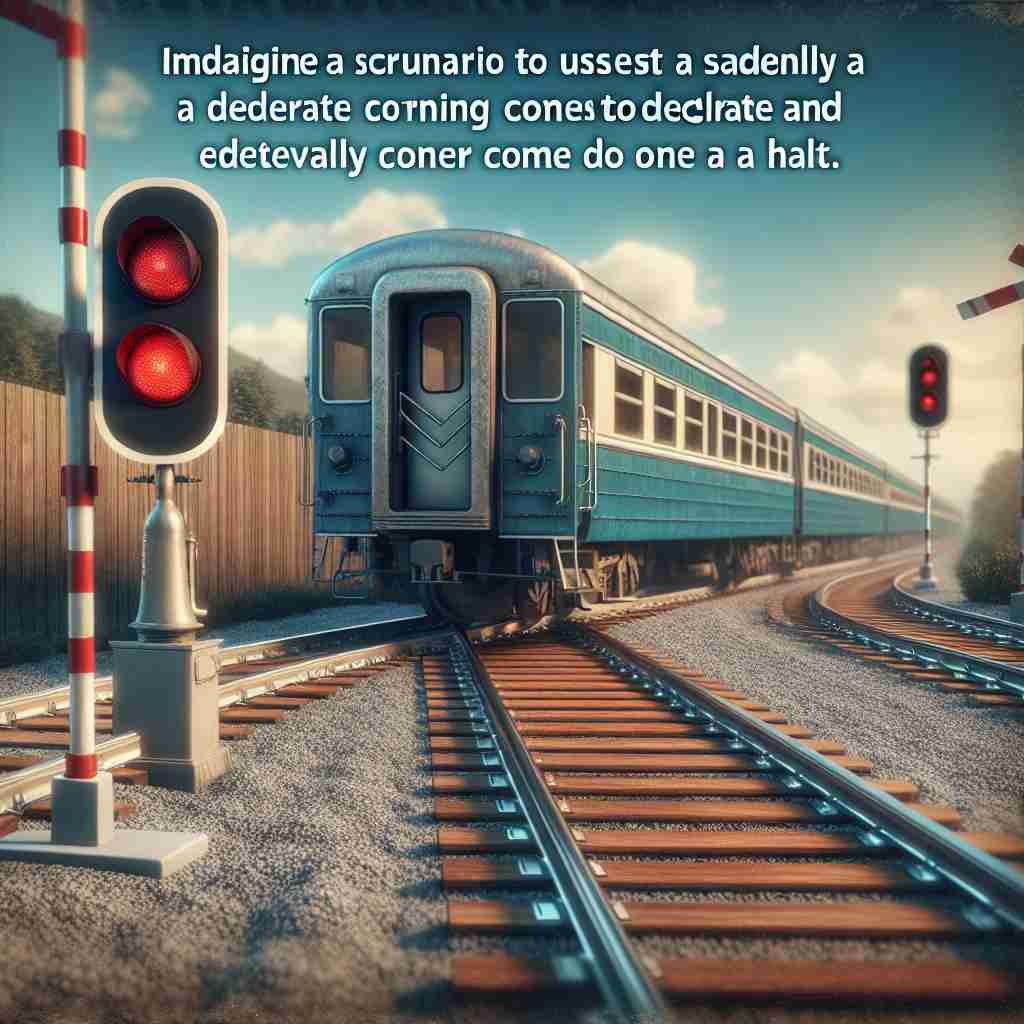 Imdaigine a scrunario to ussest a sadenlly a
a dederate corning cones to declrate and
edetevally coner come do one a a halt.